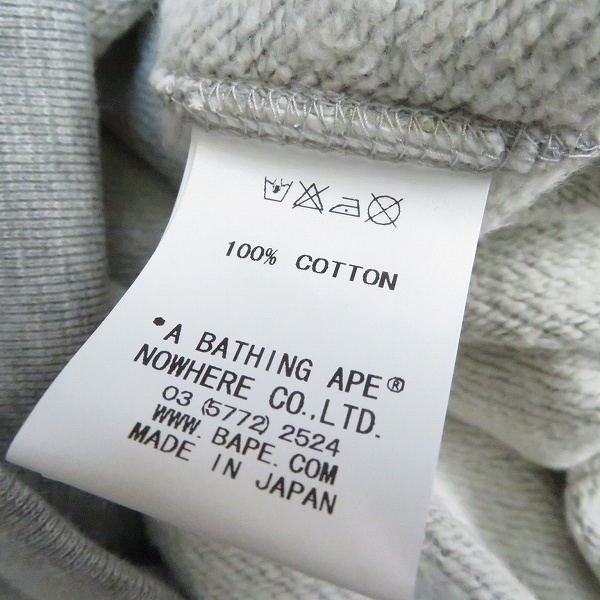 100% COTTON
•A BATHING APE®
NOWHERE CO.,LTD.
03 (5772) 2524
WWW.BAPE.COM
MADE IN JAPAN